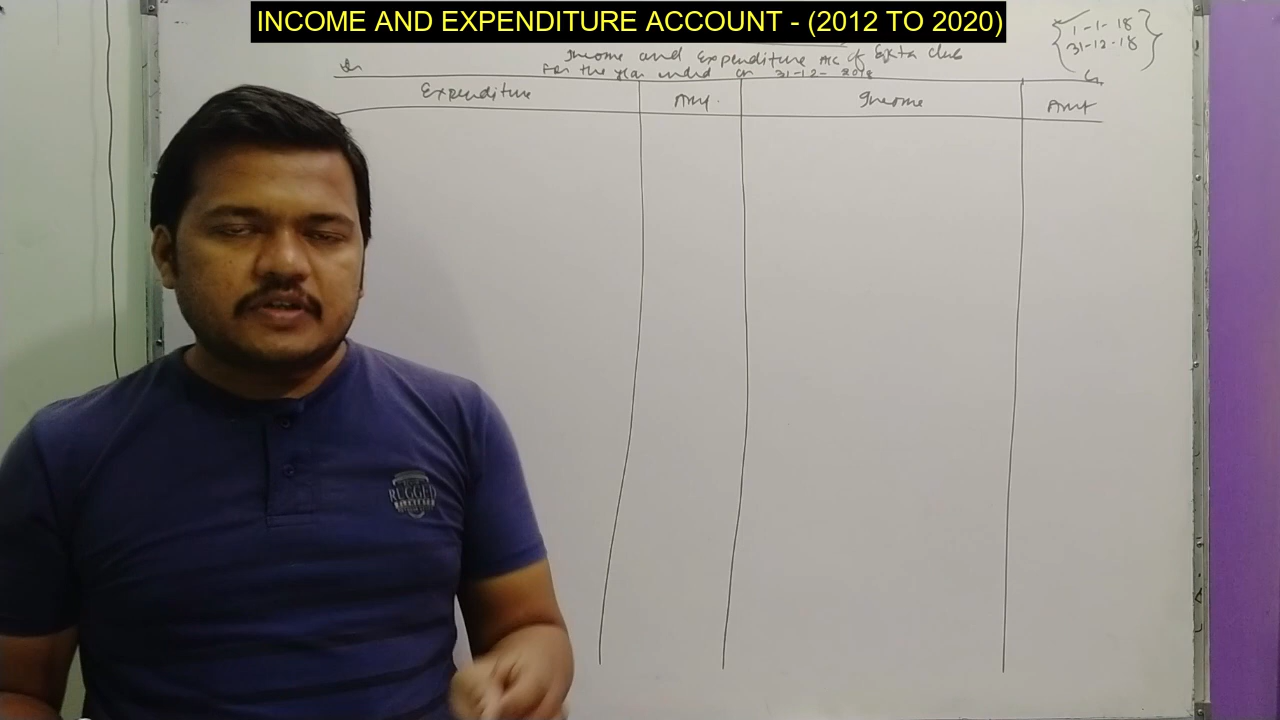 INCOME AND EXPENDITURE ACCOUNT - (2012 TO 2020)
1-1-18
31-12-18
Income and Expenditure A/c of Club
For the year ended on 31-12-2018
Dr Cr
Expenditure Amt. Income Amt
RUGGED